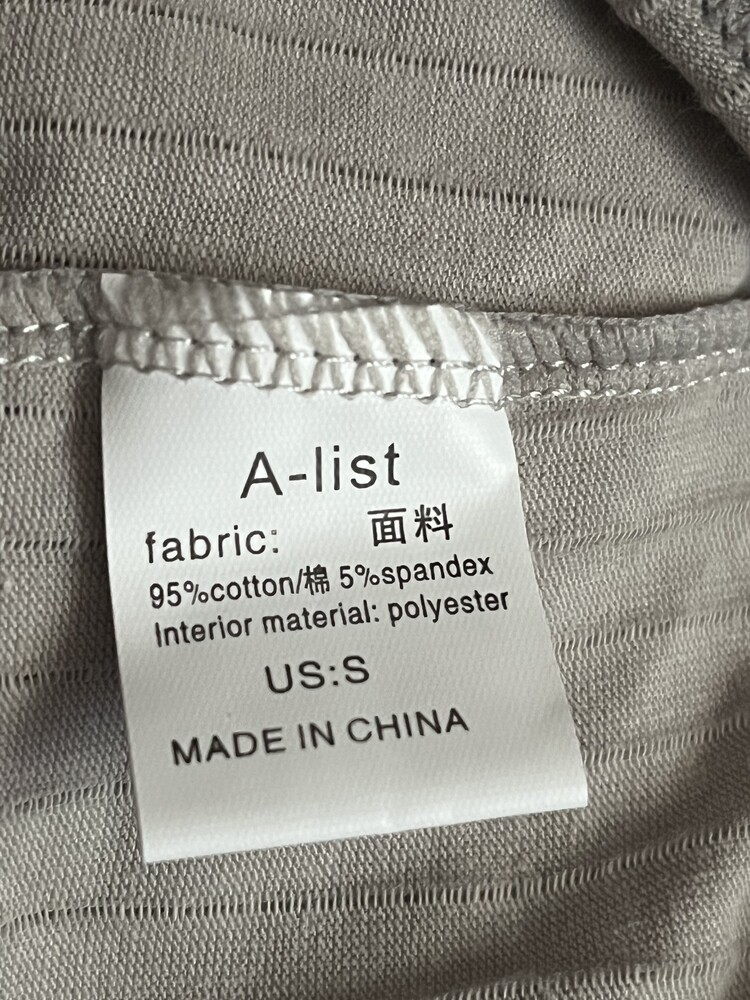 A-list
fabric: 面料
95%cotton/棉 5%spandex
Interior material: polyester
US:S
MADE IN CHINA